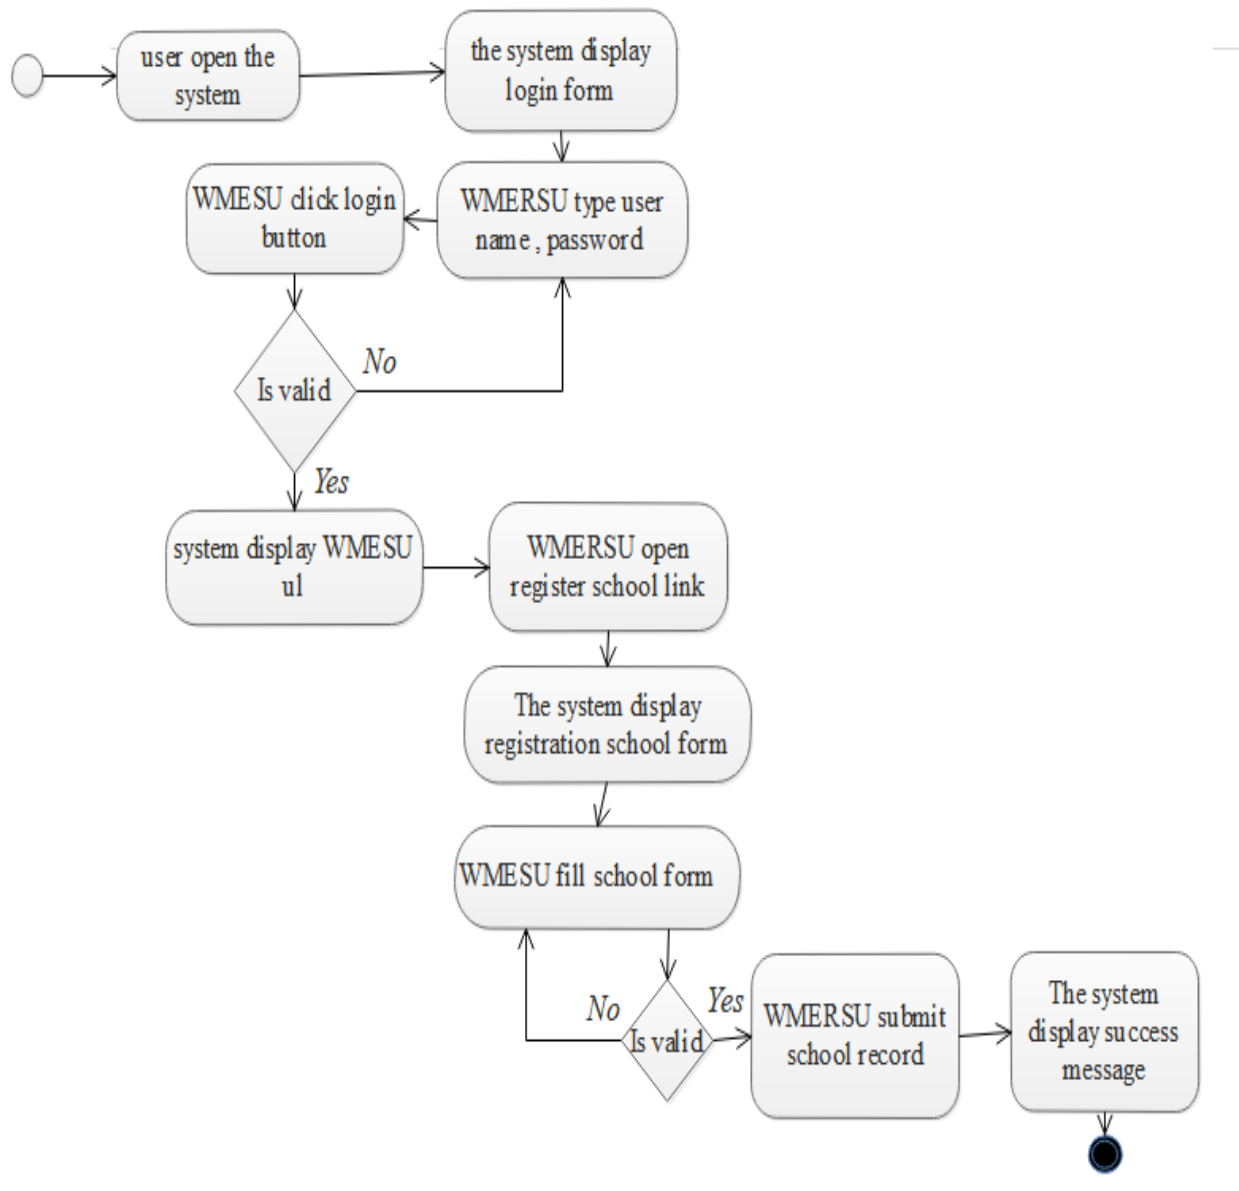 user open the
system
the system display
login form
WMESU click login
button
WMERSU type user
name , password
No
Is valid
Yes
system display WMESU
ul
WMERSU open
register school link
The system display
registration school form
WMESU fill school form
No
Yes
Is valid
WMERSU submit
school record
The system
display success
message